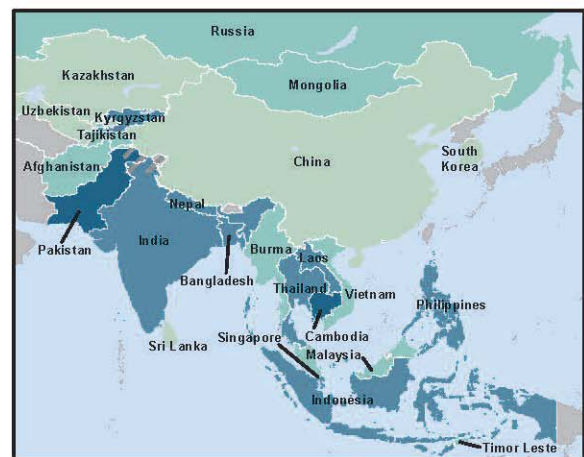 Russia
Kazakhstan
Mongolia
Uzbekistan
Kyrgyzstan
Tajikistan
China
South
Korea
Afghanistan
Nepal
Pakistan
India
Burma
Laos
Bangladesh
Thailand
Vietnam
Philippines
Sri Lanka
Singapore
Cambodia
Malaysia
Indonesia
Timor Leste